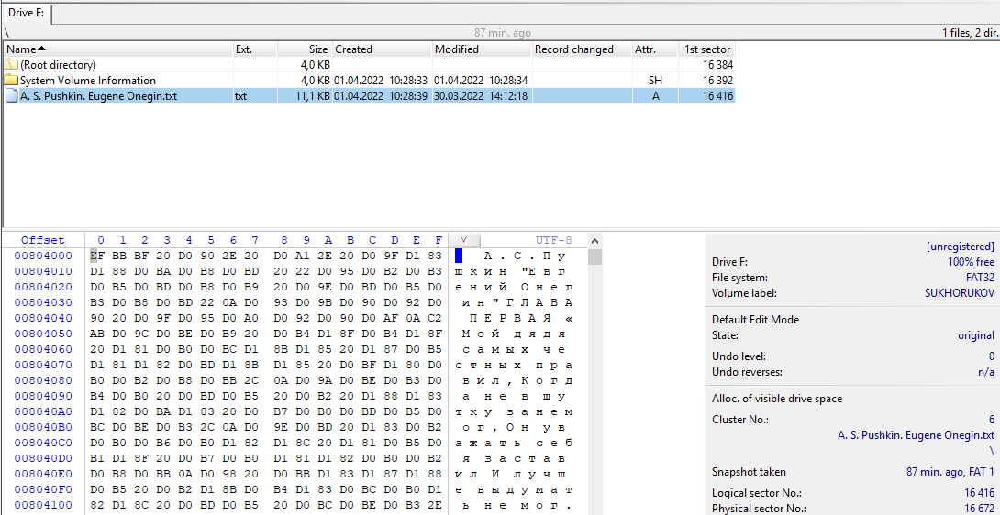 Drive F:
\ 87 min. ago 1 files, 2 dir.
Name Ext. Size Created Modified Record changed Attr. 1st sector
(Root directory) 4,0 KB 16 384
System Volume Information 4,0 KB 01.04.2022 10:28:33 01.04.2022 10:28:34 SH 16 392
A. S. Pushkin. Eugene Onegin.txt txt 11,1 KB 01.04.2022 10:28:39 30.03.2022 14:12:18 A 16 416
Offset 0 1 2 3 4 5 6 7 8 9 A B C D E F v UTF-8
00804000 EF BB BF 20 D0 90 2E 20 D0 A1 2E 20 D0 9F D1 83 А.С.Пу
00804010 D1 88 D0 BA D0 B8 D0 BD 20 22 D0 95 D0 B2 D0 B3 шкин "Евг
00804020 D0 B5 D0 BD D0 B8 D0 B9 20 D0 9E D0 BD D0 B5 D0 ений Онег
00804030 B3 D0 B8 D0 BD 22 0A D0 93 D0 9B D0 90 D0 92 D0 ин"ГЛАВА
00804040 90 20 D0 9F D0 95 D0 A0 D0 92 D0 90 D0 AF 0A C2 ПЕРВАЯ «
00804050 AB D0 9C D0 BE D0 B9 20 D0 B4 D1 8F D0 B4 D1 8F Мой дядя
00804060 20 D1 81 D0 B0 D0 BC D1 8B D1 85 20 D1 87 D0 B5 самых че
00804070 D1 81 D1 82 D0 BD D1 8B D1 85 20 D0 BF D1 80 D0 стных пра
00804080 B0 D0 B2 D0 B8 D0 BB 2C 0A D0 9A D0 BE D0 B3 D0 вил,Когд
00804090 B4 D0 B0 20 D0 BD D0 B5 20 D0 B2 20 D1 88 D1 83 а не в шу
008040A0 D1 82 D0 BA D1 83 20 D0 B7 D0 B0 D0 BD D0 B5 D0 тку занем
008040B0 BC D0 BE D0 B3 2C 0A D0 9E D0 BD 20 D1 83 D0 B2 ог,Он ув
008040C0 D0 B0 D0 B6 D0 B0 D1 82 D1 8C 20 D1 81 D0 B5 D0 ажать себ
008040D0 B1 D1 8F 20 D0 B7 D0 B0 D1 81 D1 82 D0 B0 D0 B2 я застав
008040E0 D0 B8 D0 BB 0A D0 98 20 D0 BB D1 83 D1 87 D1 88 ил И лучш
008040F0 D0 B5 20 D0 B2 D1 8B D0 B4 D1 83 D0 BC D0 B0 D1 е выдумат
00804100 82 D1 8C 20 D0 BD D0 B5 20 D0 BC D0 BE D0 B3 2E ь не мог.
[unregistered]
Drive F: 100% free
File system: FAT32
Volume label: SUKHORUKOV
Default Edit Mode
State: original
Undo level: 0
Undo reverses: n/a
Alloc. of visible drive space
Cluster No.: 6
A. S. Pushkin. Eugene Onegin.txt
\
Snapshot taken 87 min. ago, FAT 1
Logical sector No.: 16 416
Physical sector No.: 16 672